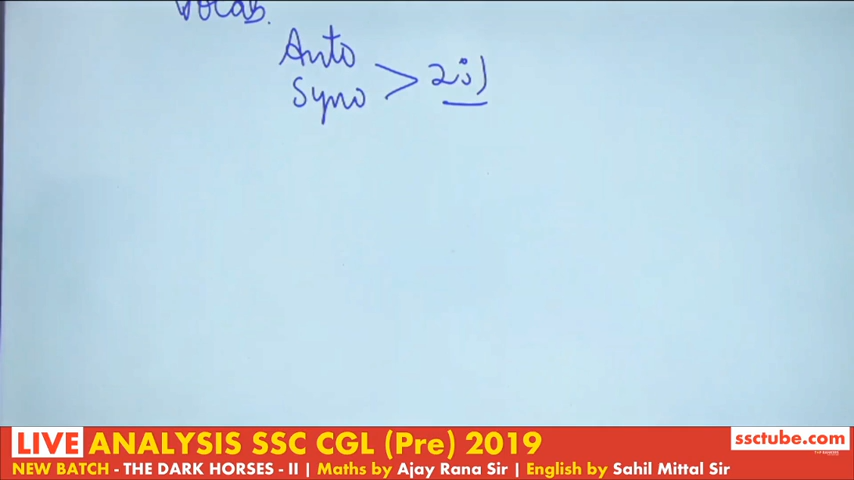 Vocab.
Anto
Syno > 2
LIVE ANALYSIS SSC CGL (Pre) 2019
ssctube.com
NEW BATCH - THE DARK HORSES - II | Maths by Ajay Rana Sir | English by Sahil Mittal Sir